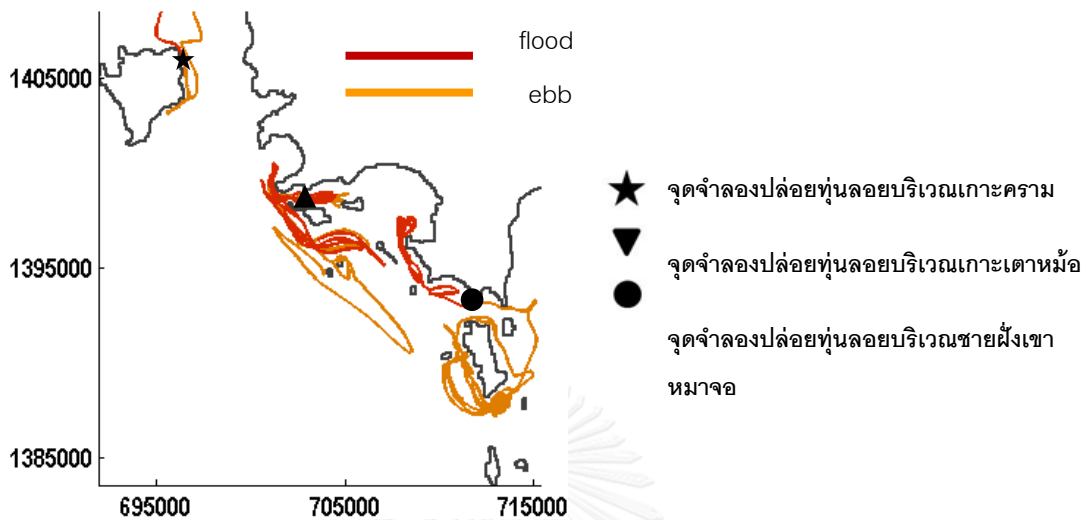 flood
ebb
1405000
1395000
1385000
695000
705000
715000
จุดจำลองปล่อยทุ่นลอยบริเวณเกาะคราม
จุดจำลองปล่อยทุ่นลอยบริเวณเกาะเตาหม้อ
จุดจำลองปล่อยทุ่นลอยบริเวณชายฝั่งเขา
หมาจอ